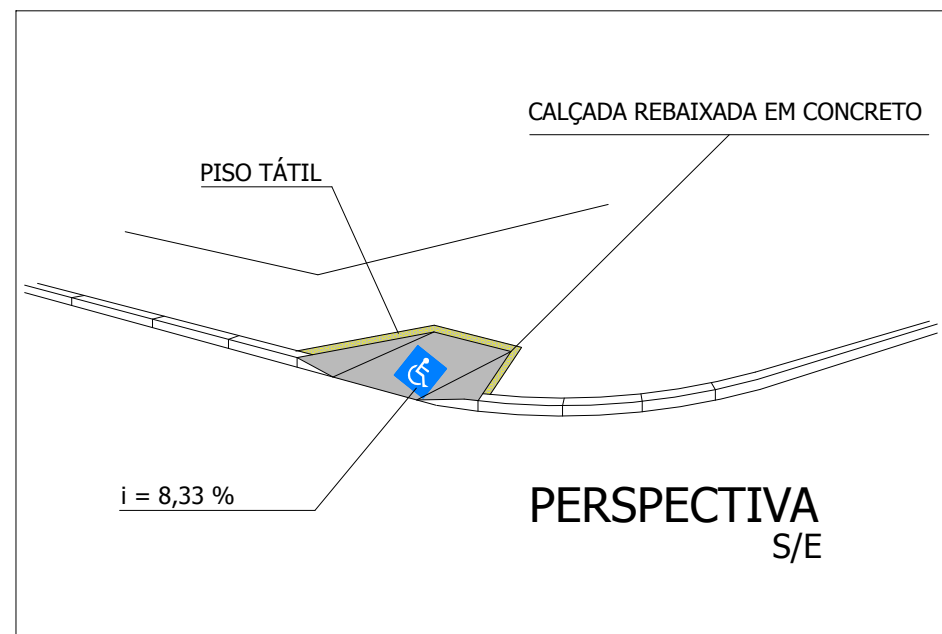 CALÇADA REBAIXADA EM CONCRETO
PISO TÁTIL
i = 8,33 %
PERSPECTIVA
S/E